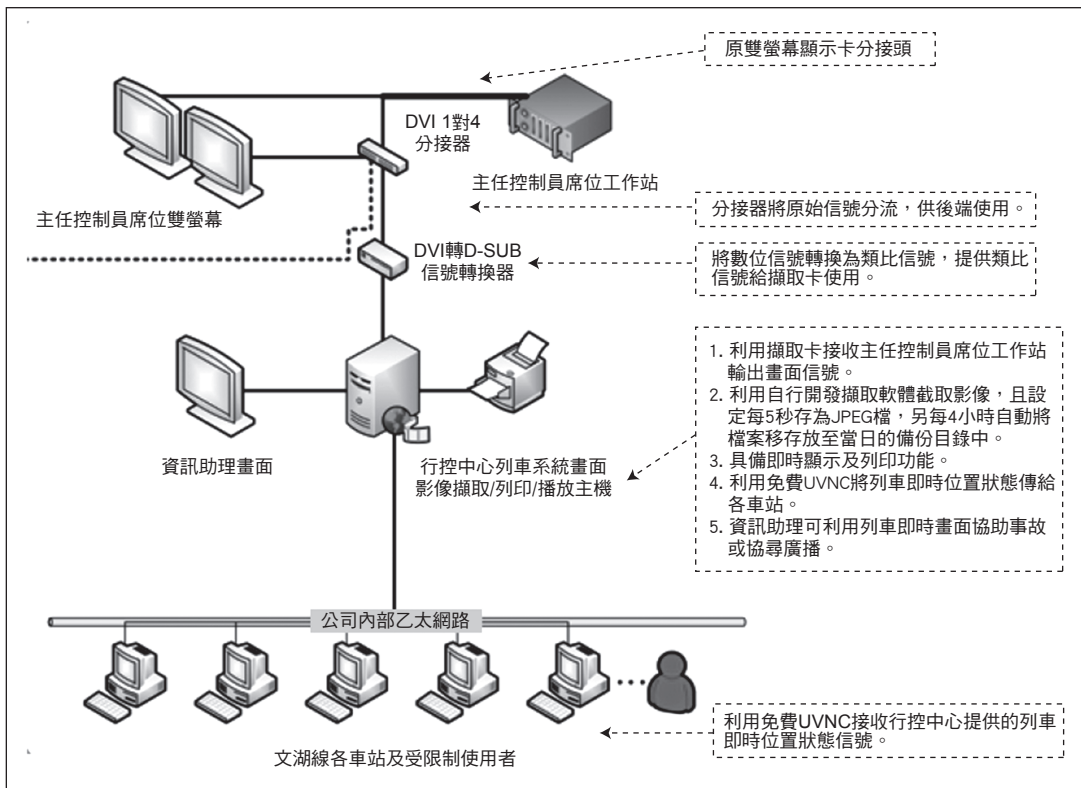 原雙螢幕顯示卡分接頭
DVI 1對4
分接器
主任控制員席位工作站
主任控制員席位雙螢幕
分接器將原始信號分流，供後端使用。
DVI轉D-SUB
信號轉換器
將數位信號轉換為類比信號，提供類比
信號給擷取卡使用。
1. 利用擷取卡接收主任控制員席位工作站
輸出畫面信號。
2. 利用自行開發擷取軟體截取影像，且設
定每5秒存為JPEG檔，另每4小時自動將
檔案移存放至當日的備份目錄中。
3. 具備即時顯示及列印功能。
4. 利用免費UVNC將列車即時位置狀態傳給
各車站。
5. 資訊助理可利用列車即時畫面協助事故
或協尋廣播。
資訊助理畫面
行控中心列車系統畫面
影像擷取/列印/播放主機
公司內部乙太網路
利用免費UVNC接收行控中心提供的列車
即時位置狀態信號。
文湖線各車站及受限制使用者